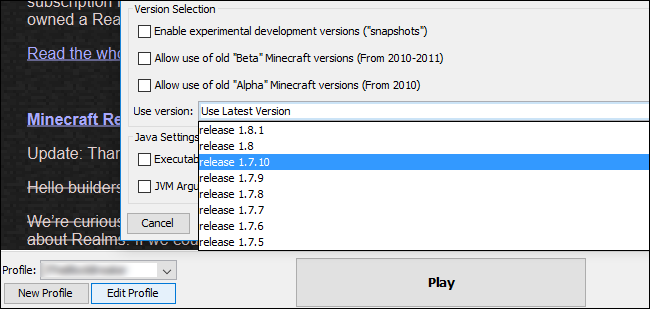 subscription
owned a Rea
Read the who
Minecraft Re
Update: Than
Hello builders
We're curious
about Realms. If we cou
Version Selection
Enable experimental development versions ("snapshots")
Allow use of old "Beta" Minecraft versions (From 2010-2011)
Allow use of old "Alpha" Minecraft versions (From 2010)
Use version: Use Latest Version
release 1.8.1
release 1.8
release 1.7.10
release 1.7.9
release 1.7.8
release 1.7.7
release 1.7.6
release 1.7.5
Java Settings
Executab
JVM Argu
Cancel
Profile:
New Profile Edit Profile
Play